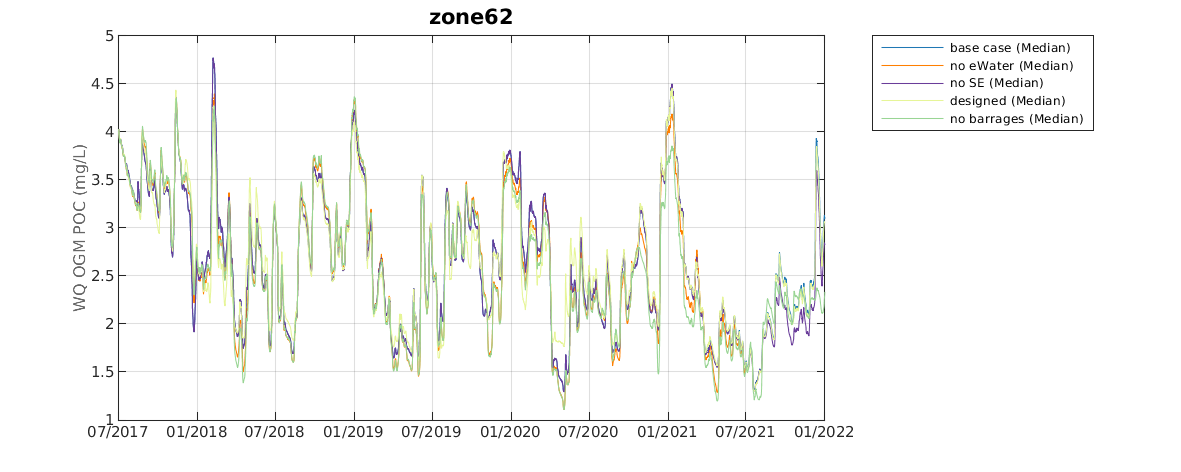 zone62
WQ OGM POC (mg/L)
5
4.5
4
3.5
3
2.5
2
1.5
1
07/2017 01/2018 07/2018 01/2019 07/2019 01/2020 07/2020 01/2021 07/2021 01/2022
base case (Median)
no eWater (Median)
no SE (Median)
designed (Median)
no barrages (Median)